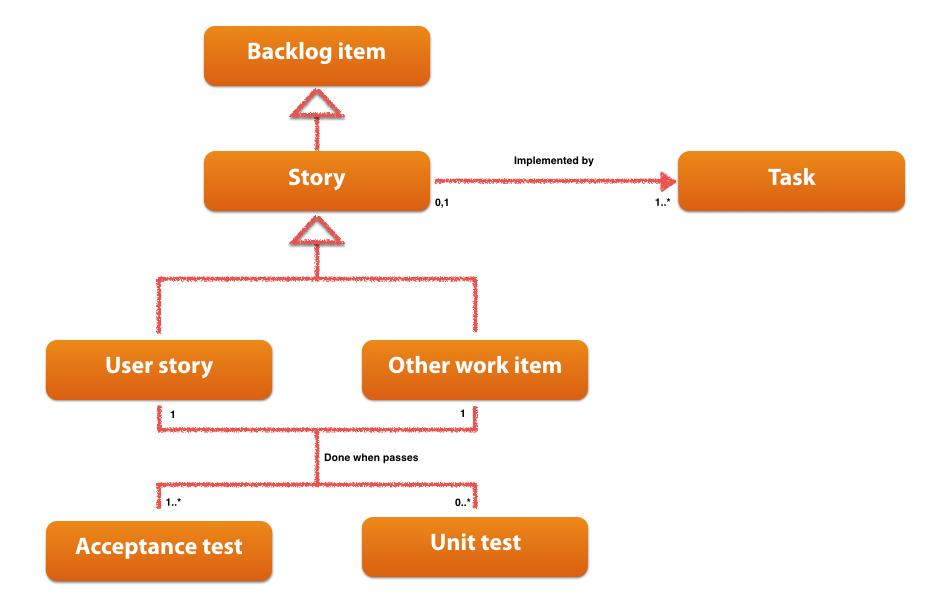 Backlog item
Implemented by
Story
Task
0,1
1..*
User story
Other work item
1
1
Done when passes
1..*
0..*
Acceptance test
Unit test